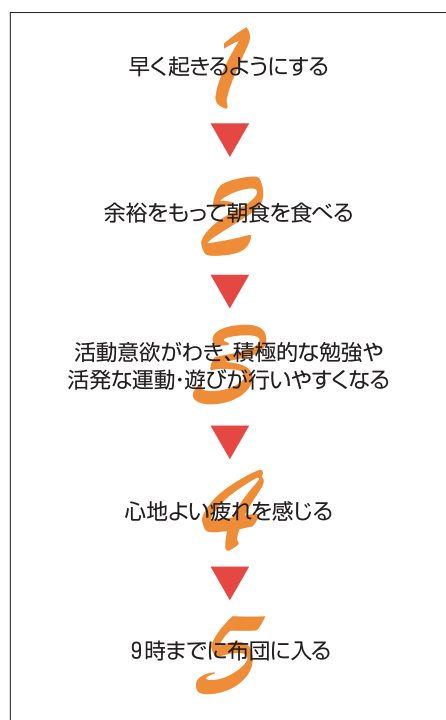 1
早く起きるようにする
2
余裕をもって朝食を食べる
3
活動意欲がわき、積極的な勉強や
活発な運動・遊びが行いやすくなる
4
心地よい疲れを感じる
5
9時までに布団に入る